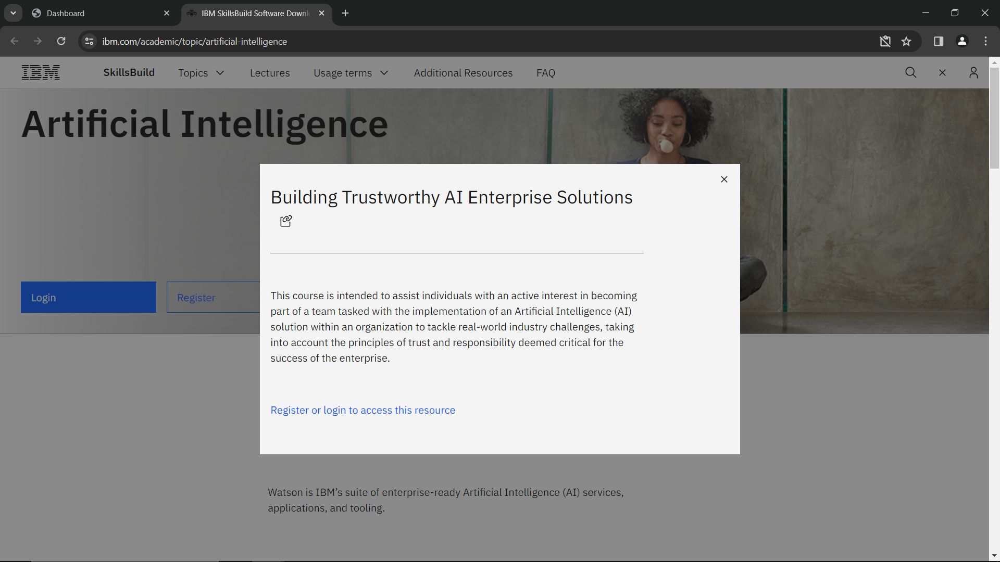 Dashboard
IBM SkillsBuild Software Downl
ibm.com/academic/topic/artificial-intelligence
IBM
SkillsBuild
Topics
Lectures
Usage terms
Additional Resources
FAQ
Artificial Intelligence
Login
Register
Building Trustworthy AI Enterprise Solutions
This course is intended to assist individuals with an active interest in becoming
part of a team tasked with the implementation of an Artificial Intelligence (AI)
solution within an organization to tackle real-world industry challenges, taking
into account the principles of trust and responsibility deemed critical for the
success of the enterprise.
Register or login to access this resource
Watson is IBM’s suite of enterprise-ready Artificial Intelligence (AI) services,
applications, and tooling.